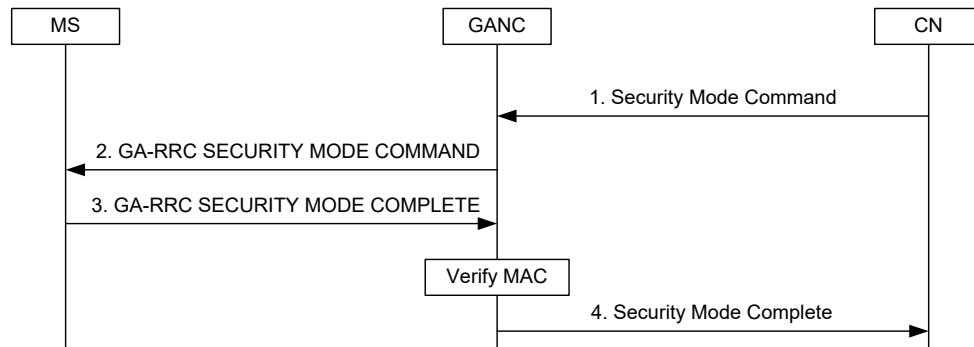 MS
GANC
CN
1. Security Mode Command
2. GA-RRC SECURITY MODE COMMAND
3. GA-RRC SECURITY MODE COMPLETE
Verify MAC
4. Security Mode Complete